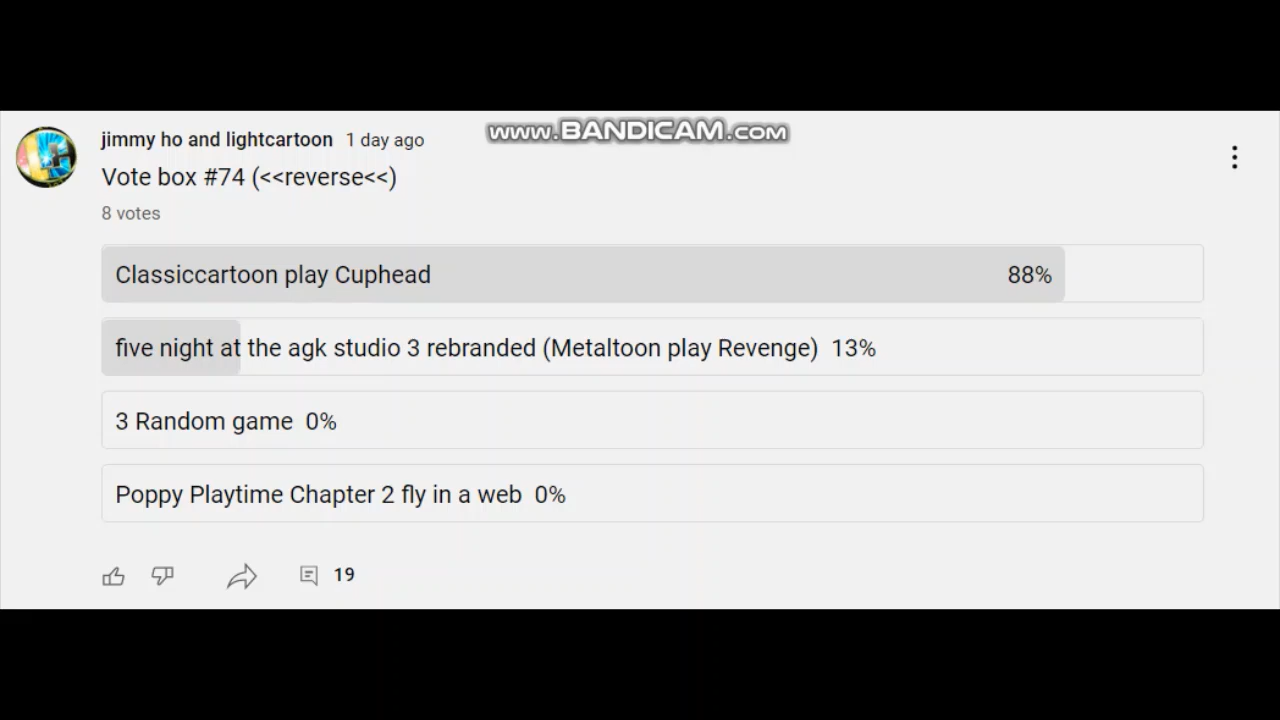 www.BANDICAM.com
jimmy ho and lightcartoon 1 day ago
Vote box #74 (<<reverse<<)
8 votes
Classiccartoon play Cuphead 88%
five night at the agk studio 3 rebranded (Metaltoon play Revenge) 13%
3 Random game 0%
Poppy Playtime Chapter 2 fly in a web 0%
19